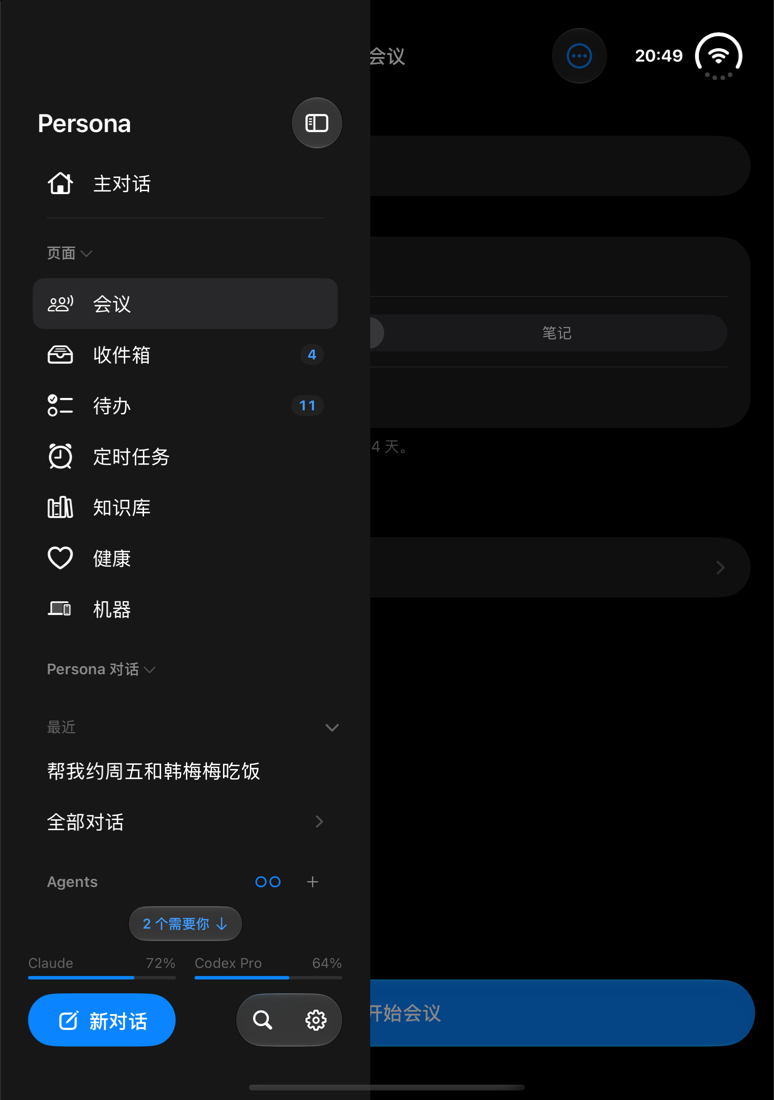 会议
20:49
Persona
主对话
页面
会议
收件箱 4
待办 11
笔记
4 天。
定时任务
知识库
健康
机器
Persona 对话
最近
帮我约周五和韩梅梅吃饭
全部对话
Agents
2 个需要你 ↓
Claude 72% Codex Pro 64%
新对话
开始会议